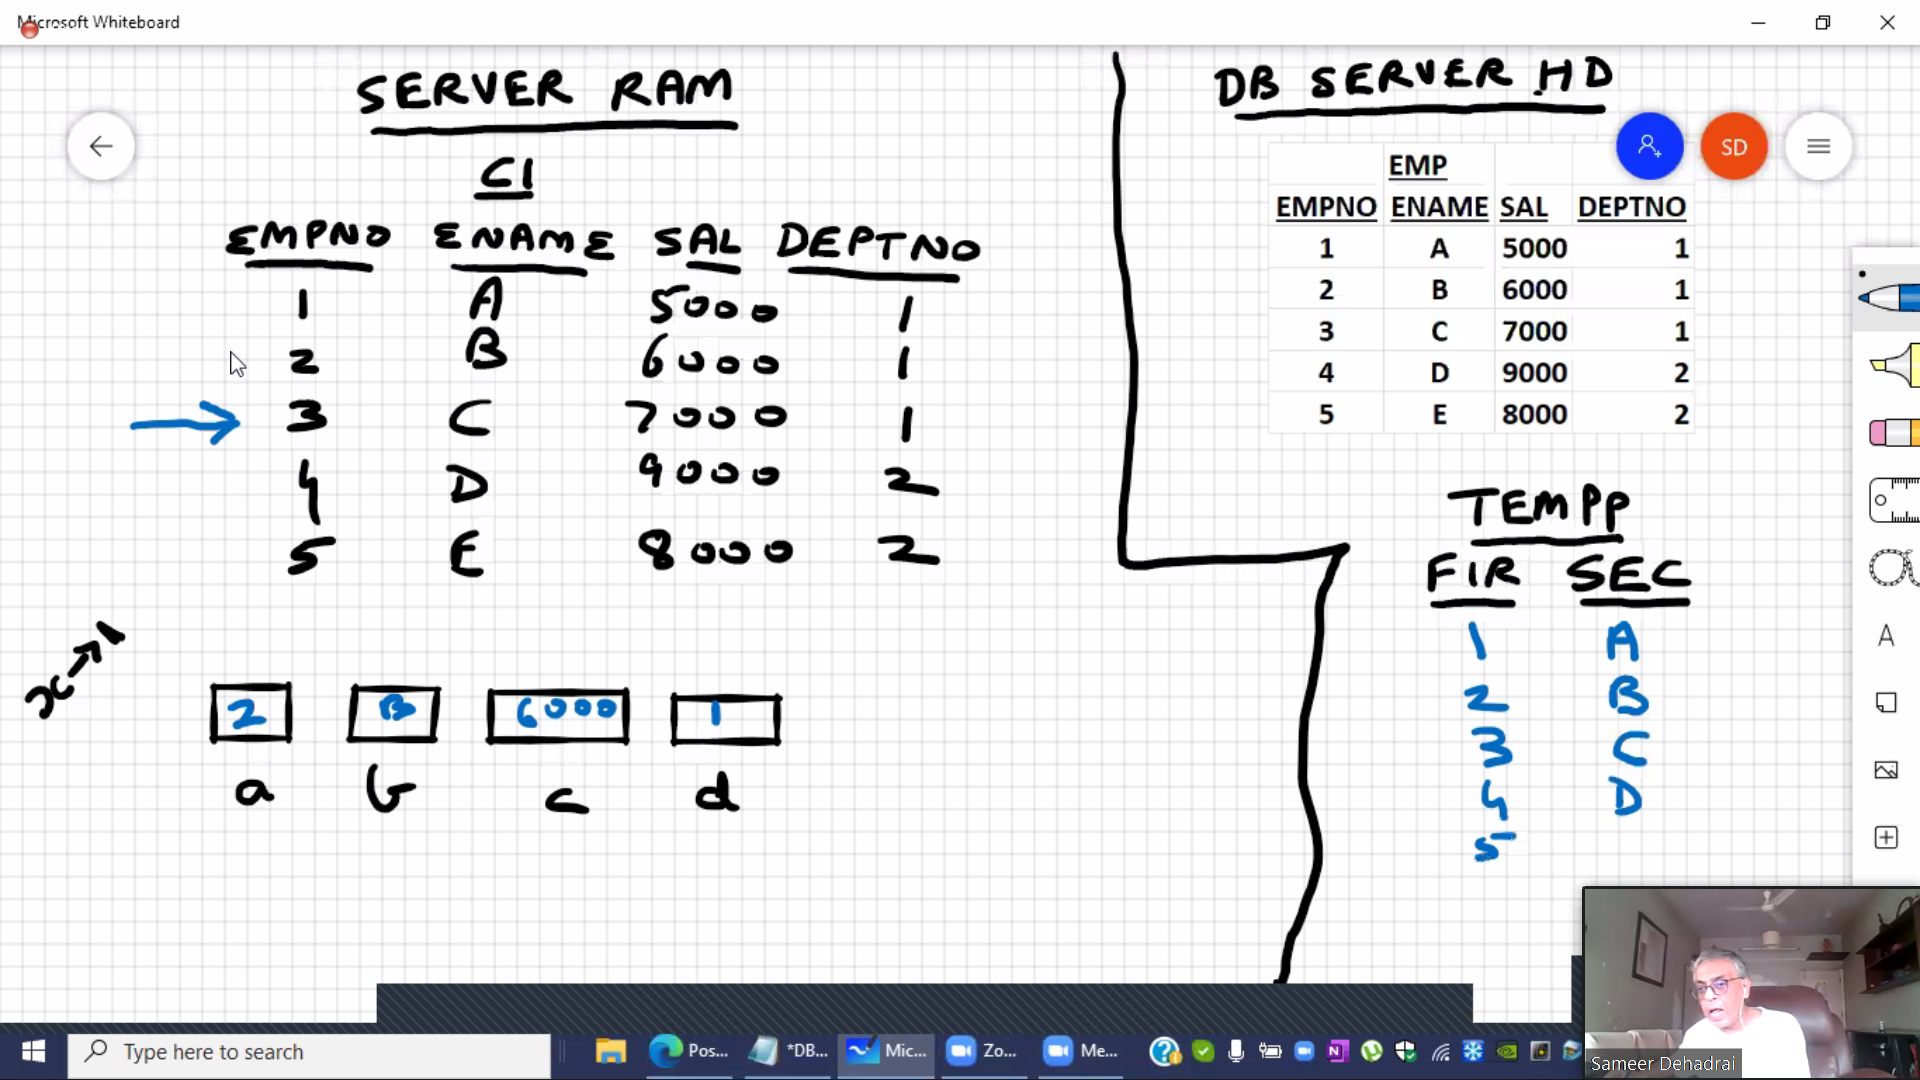 Microsoft Whiteboard
SERVER RAM
C1
EMPNO ENAME SAL DEPTNO
1 A 5000 1
2 B 6000 1
3 C 7000 1
4 D 9000 2
5 E 8000 2
2 B 6000 1
a b c d
DB SERVER HD
SD
EMP
EMPNO ENAME SAL DEPTNO
1 A 5000 1
2 B 6000 1
3 C 7000 1
4 D 9000 2
5 E 8000 2
TEMPP
FIR SEC
1 A
2 B
3 C
4 D
5
A
Sameer Dehadrai
Type here to search
Pos...
*DB...
Mic...
Zo...
Me...